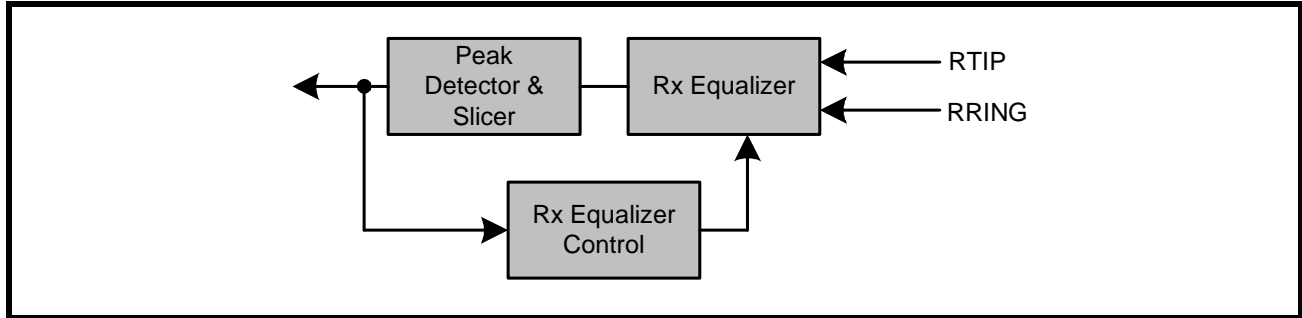 Peak
Detector &
Slicer
Rx Equalizer
RTIP
RRING
Rx Equalizer
Control